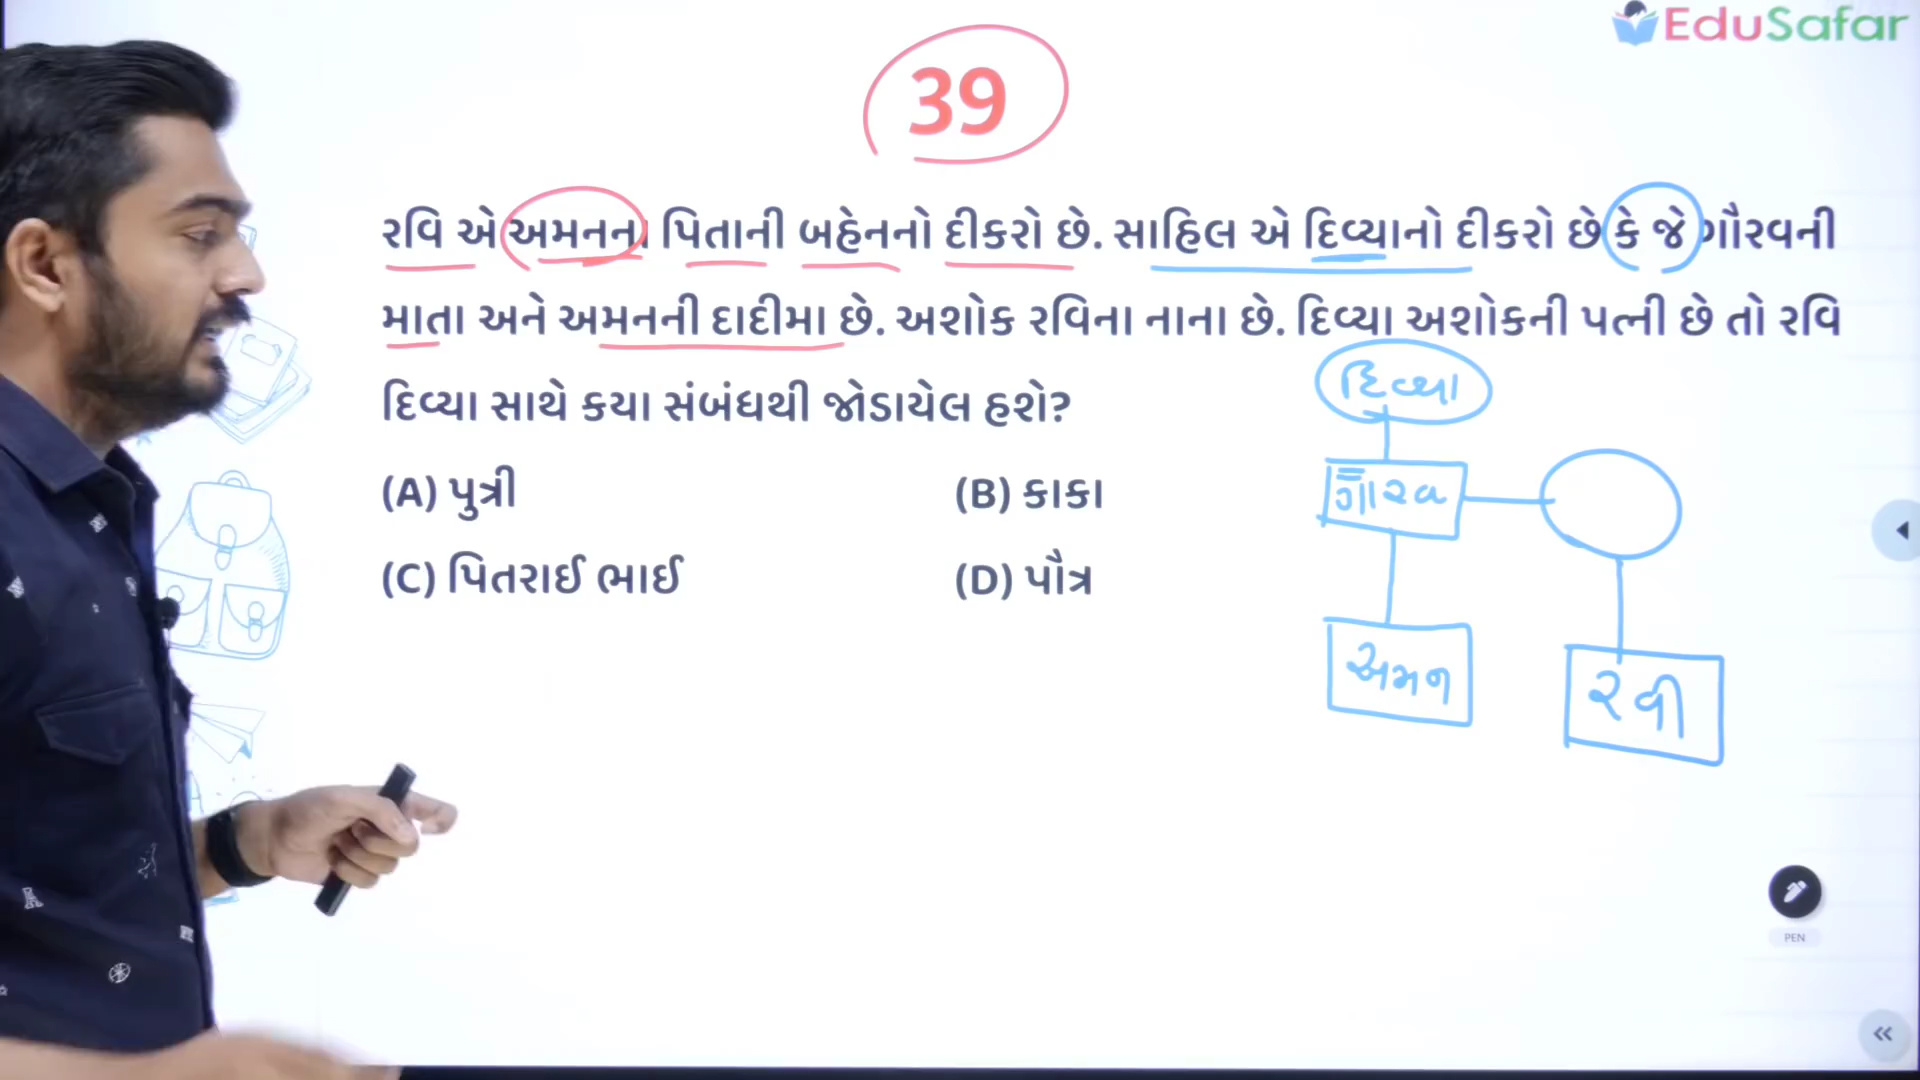 EduSafar
39
રવિ એ અમનના પિતાની બહેનનો દીકરો છે. સાહિલ એ દિવ્યાનો દીકરો છે કે જે ગૌરવની
માતા અને અમનની દાદીમા છે. અશોક રવિના નાના છે. દિવ્યા અશોકની પત્ની છે તો રવિ
દિવ્યા સાથે કયા સંબંધથી જોડાયેલ હશે?
(A) પુત્રી
(B) કાકા
(C) પિતરાઈ ભાઈ
(D) પૌત્ર
દિવ્યા
ગૌરવ
અમન
રવી
PEN